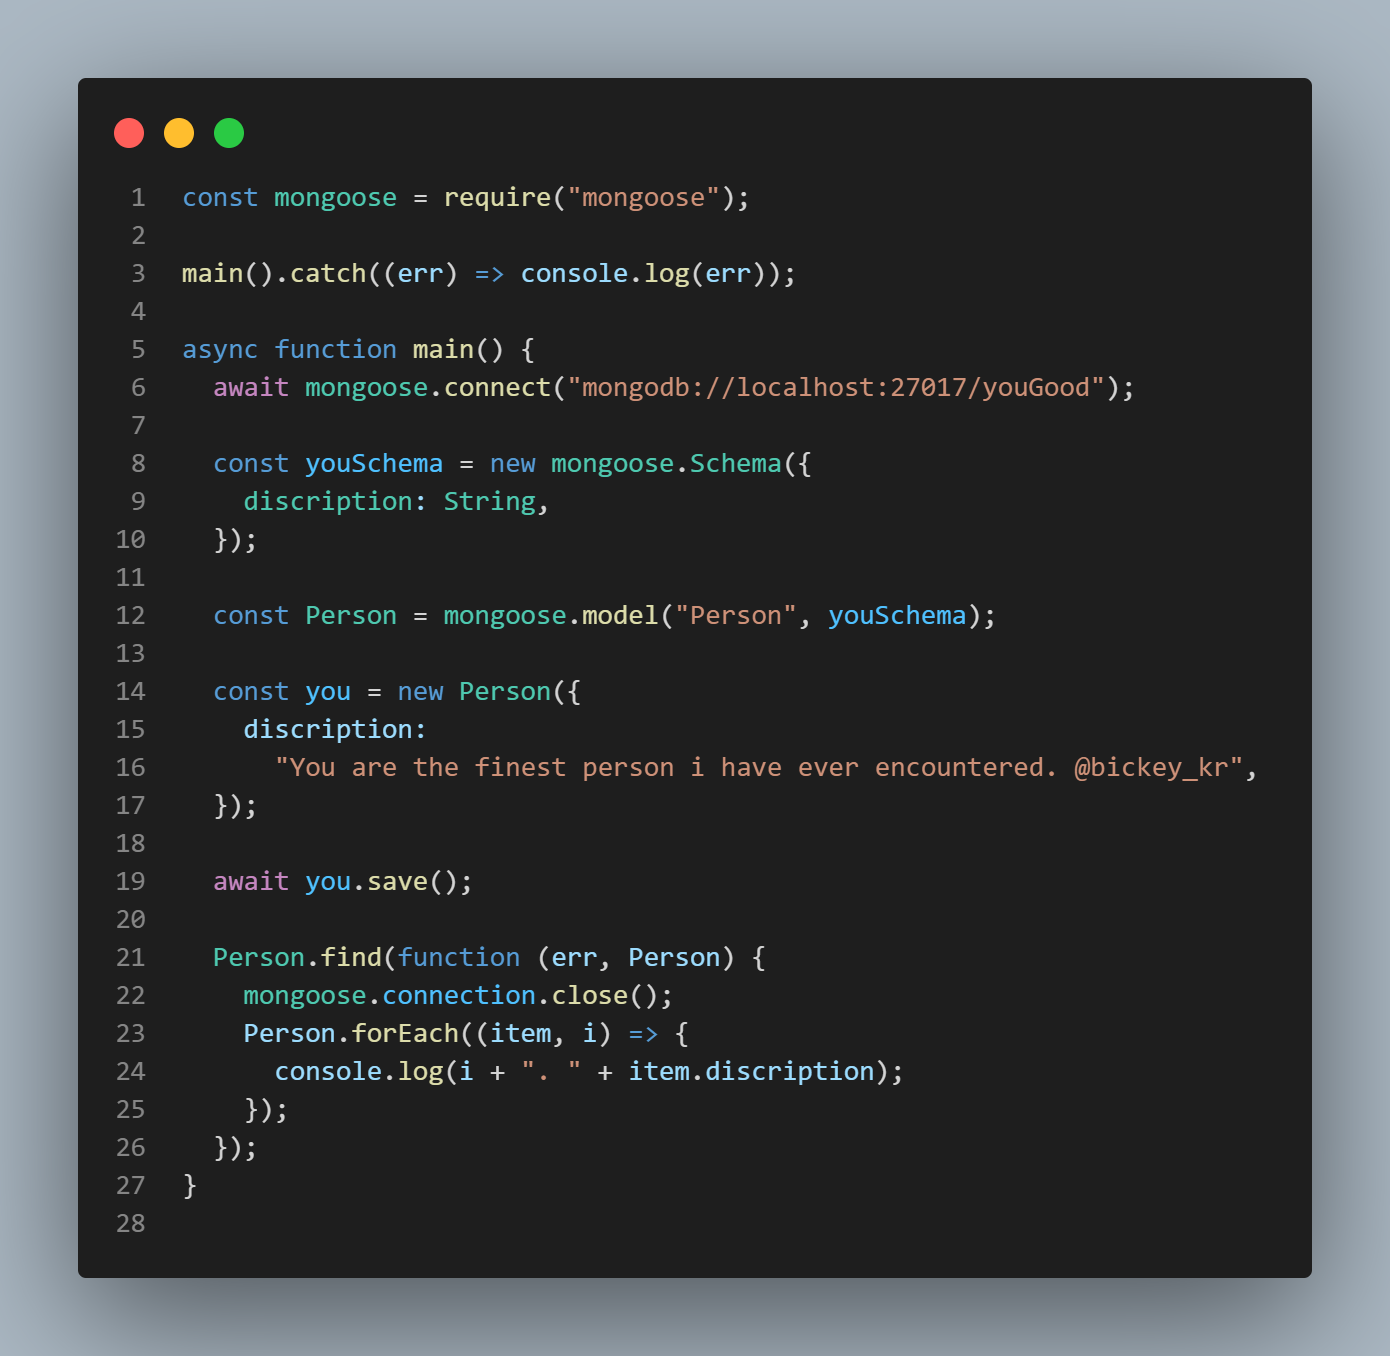 1 const mongoose = require("mongoose");
2
3 main().catch((err) => console.log(err));
4
5 async function main() {
6   await mongoose.connect("mongodb://localhost:27017/youGood");
7
8   const youSchema = new mongoose.Schema({
9     discription: String,
10   });
11
12   const Person = mongoose.model("Person", youSchema);
13
14   const you = new Person({
15     discription:
16       "You are the finest person i have ever encountered. @bickey_kr",
17   });
18
19   await you.save();
20
21   Person.find(function (err, Person) {
22     mongoose.connection.close();
23     Person.forEach((item, i) => {
24       console.log(i + ". " + item.discription);
25     });
26   });
27 }
28